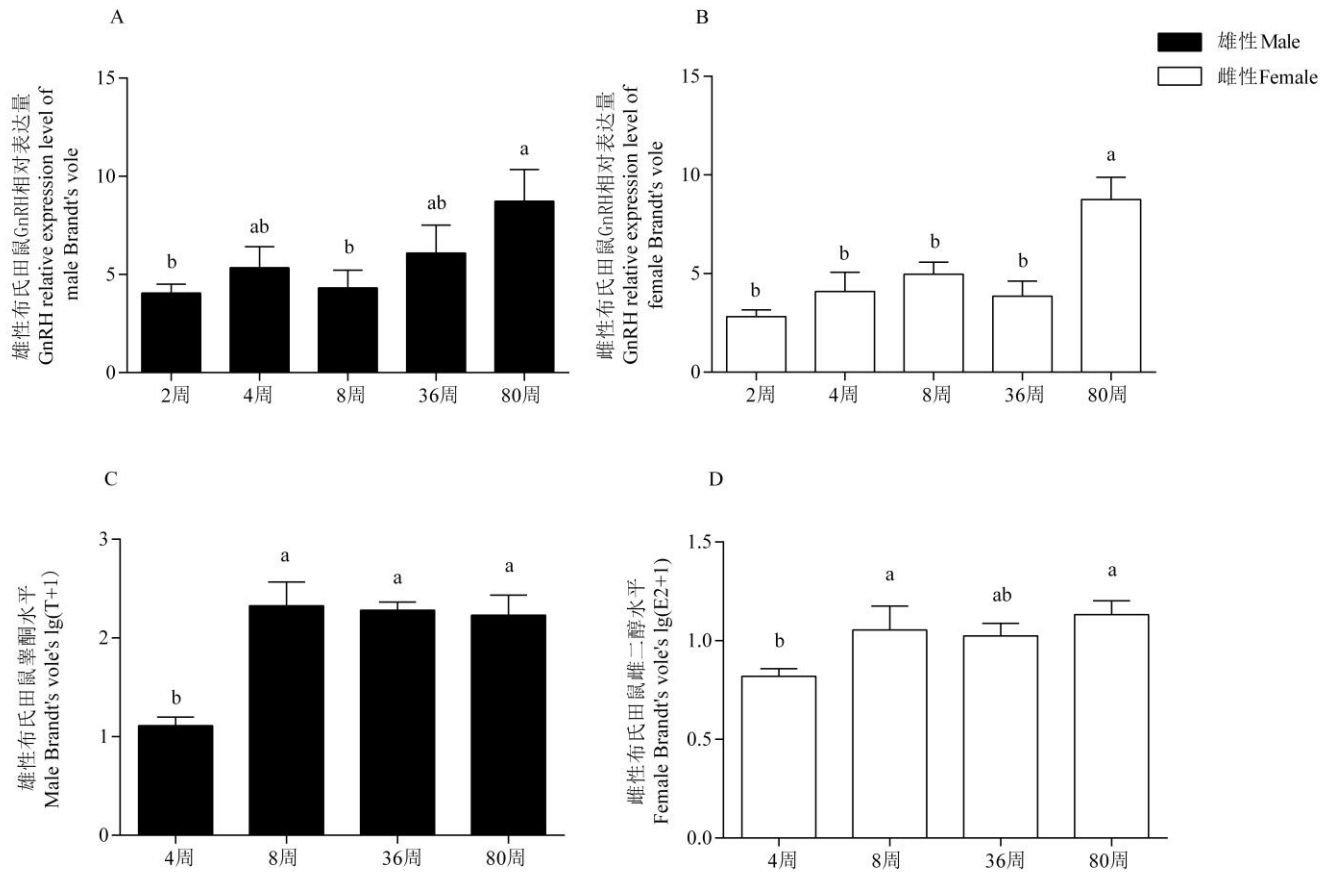 A
B
雄性Male
雌性Female
雄性布氏田鼠GnRH相对表达量
GnRH relative expression level of
male Brandt's vole
15
10
5
0
b
ab
b
ab
a
2周
4周
8周
36周
80周
雌性布氏田鼠GnRH相对表达量
GnRH relative expression level of
female Brandt's vole
15
10
5
0
b
b
b
b
a
2周
4周
8周
36周
80周
C
D
雄性布氏田鼠睾酮水平
Male Brandt's vole's lg(T+1)
3
2
1
0
b
a
a
a
4周
8周
36周
80周
雌性布氏田鼠雌二醇水平
Female Brandt's vole's lg(E2+1)
1.5
1.0
0.5
0.0
b
a
ab
a
4周
8周
36周
80周